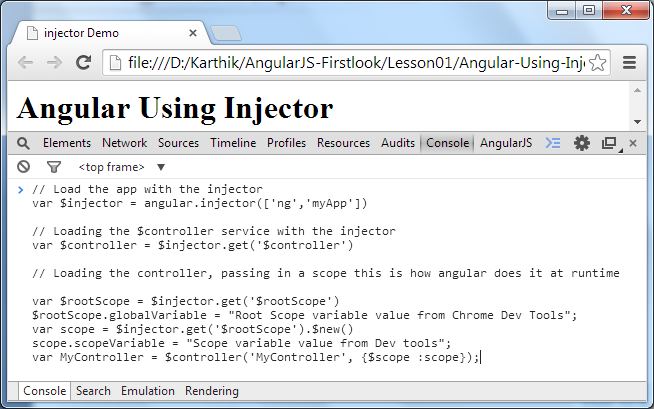 injector Demo
file:///D:/Karthik/AngularJS-Firstlook/Lesson01/Angular-Using-Inje
Angular Using Injector
Elements Network Sources Timeline Profiles Resources Audits Console AngularJS
<top frame>
// Load the app with the injector
var $injector = angular.injector(['ng','myApp'])
// Loading the $controller service with the injector
var $controller = $injector.get('$controller')
// Loading the controller, passing in a scope this is how angular does it at runtime
var $rootScope = $injector.get('$rootScope')
$rootScope.globalVariable = "Root Scope variable value from Chrome Dev Tools";
var scope = $injector.get('$rootScope').$new()
scope.scopeVariable = "Scope variable value from Dev tools";
var MyController = $controller('MyController', {$scope :scope});
Console Search Emulation Rendering